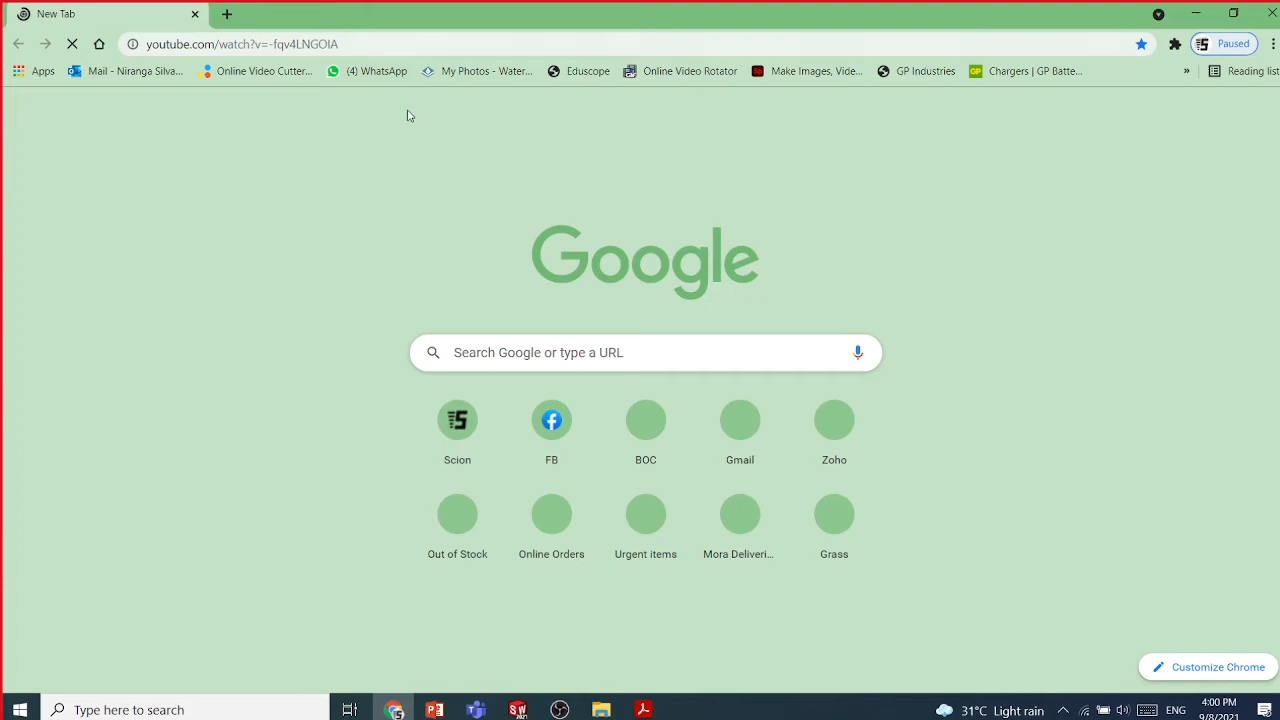 New Tab
youtube.com/watch?v=-fqv4LNGOIA
Paused
Apps
Mail - Niranga Silva...
Online Video Cutter...
(4) WhatsApp
My Photos - Water...
Eduscope
Online Video Rotator
Make Images, Vide...
GP Industries
Chargers | GP Batte...
»
Reading list
Google
Search Google or type a URL
Scion
FB
BOC
Gmail
Zoho
Out of Stock
Online Orders
Urgent items
Mora Deliveri...
Grass
Customize Chrome
Type here to search
31°C Light rain
ENG
4:00 PM